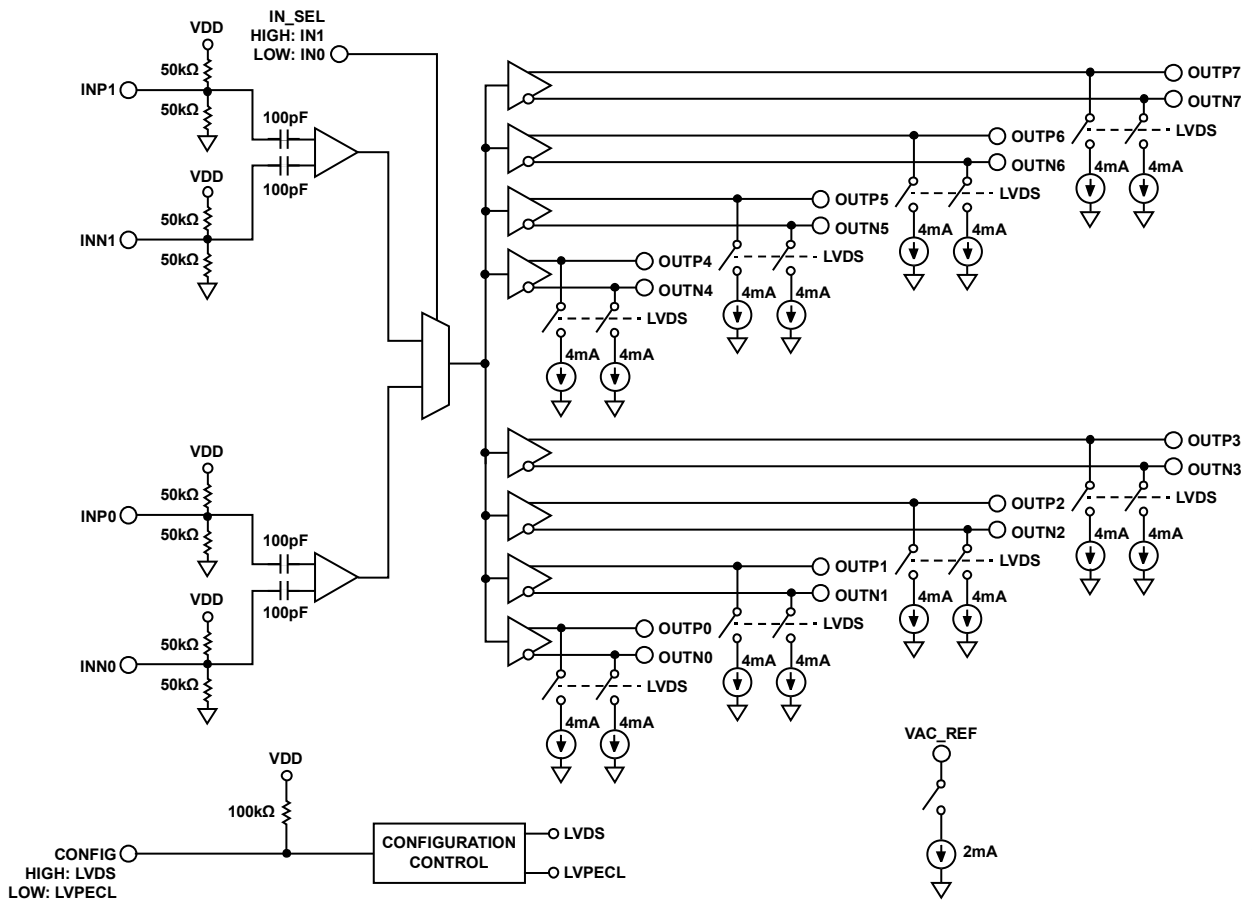 IN_SEL
HIGH: IN1
LOW: IN0
VDD
50kΩ
INP1
50kΩ
100pF
100pF
VDD
50kΩ
INN1
50kΩ
OUTP7
OUTN7
LVDS
4mA
4mA
OUTP6
OUTN6
LVDS
4mA
4mA
OUTP5
OUTN5
LVDS
4mA
4mA
OUTP4
OUTN4
LVDS
4mA
4mA
VDD
50kΩ
INP0
50kΩ
100pF
100pF
VDD
50kΩ
INN0
50kΩ
OUTP3
OUTN3
LVDS
4mA
4mA
OUTP2
OUTN2
LVDS
4mA
4mA
OUTP1
OUTN1
LVDS
4mA
4mA
OUTP0
OUTN0
LVDS
4mA
4mA
VDD
100kΩ
CONFIG
HIGH: LVDS
LOW: LVPECL
CONFIGURATION
CONTROL
LVDS
LVPECL
VAC_REF
2mA